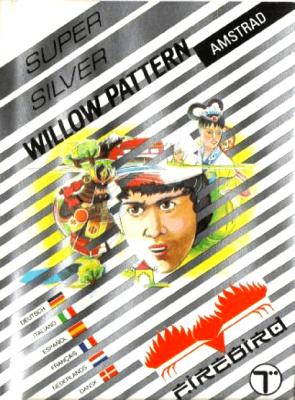 SUPER
SILVER
WILLOW PATTERN
AMSTRAD
DEUTSCH
ITALIANO
ESPAÑOL
FRANÇAIS
NEDERLANDS
DANSK
FIREBIRD